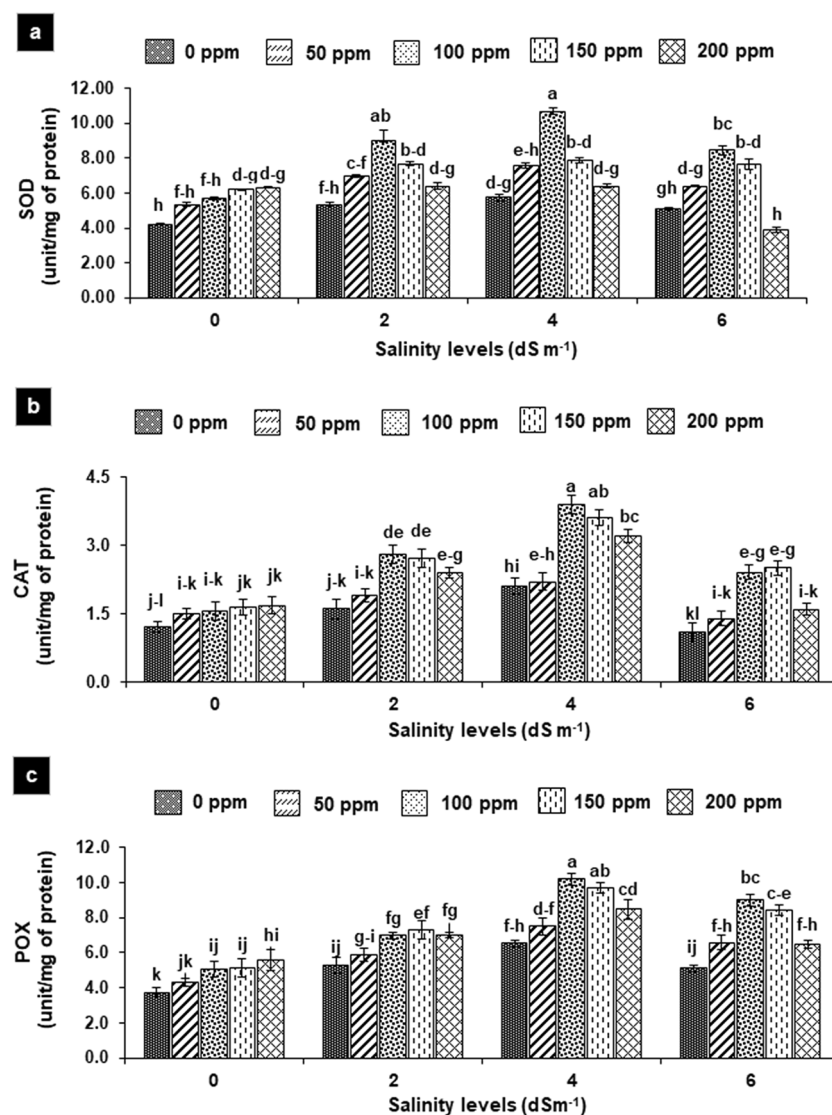 a
0 ppm 50 ppm 100 ppm 150 ppm 200 ppm
SOD
(unit/mg of protein)
12.00
10.00
8.00
6.00
4.00
2.00
0.00
h f-h f-h d-g d-g
f-h c-f ab b-d d-g
d-g e-h a b-d d-g
gh d-g bc b-d h
0 2 4 6
Salinity levels (dS m-1)
b
0 ppm 50 ppm 100 ppm 150 ppm 200 ppm
CAT
(unit/mg of protein)
4.5
3.0
1.5
0.0
j-l i-k i-k jk jk
j-k i-k de de e-g
hi e-h a ab bc
kl i-k e-g e-g i-k
0 2 4 6
Salinity levels (dS m-1)
c
0 ppm 50 ppm 100 ppm 150 ppm 200 ppm
POX
(unit/mg of protein)
12.0
10.0
8.0
6.0
4.0
2.0
0.0
k jk ij ij hi
ij g-i fg ef fg
f-h d-f a ab cd
ij f-h bc c-e f-h
0 2 4 6
Salinity levels (dSm-1)